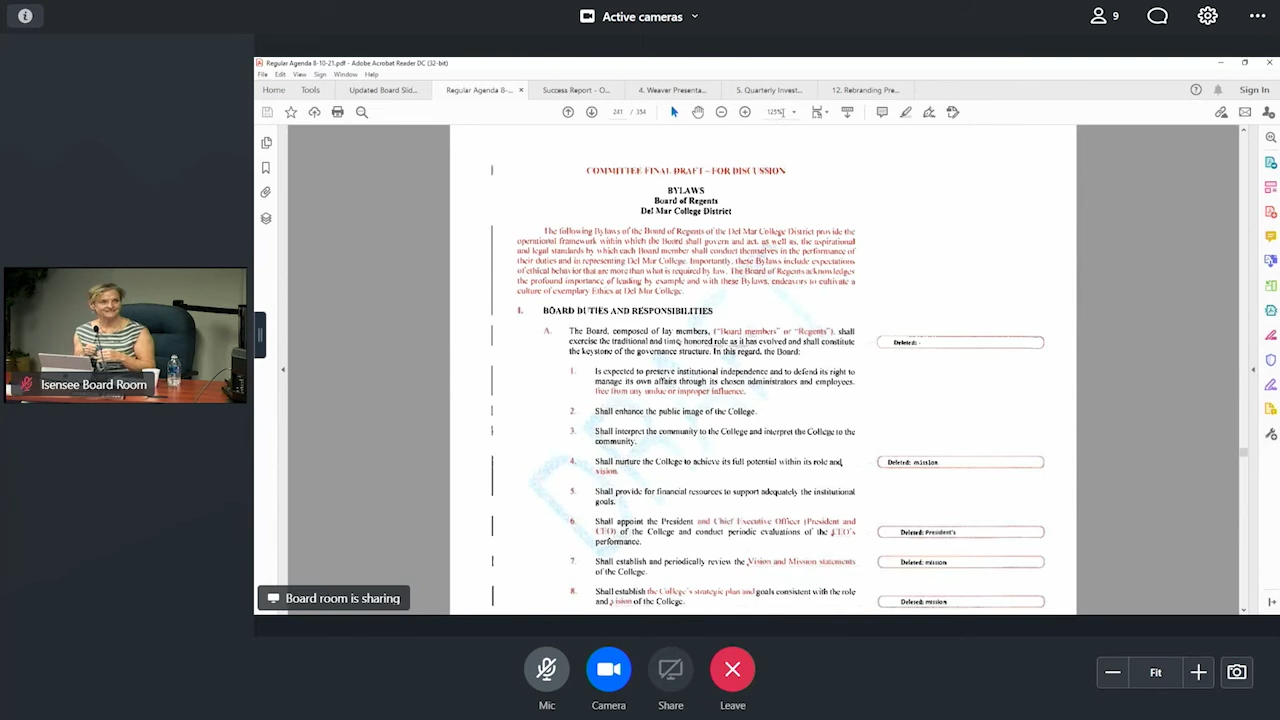 Active cameras
9
Regular Agenda 8-10-21.pdf - Adobe Acrobat Reader DC (32-bit)
File Edit View Sign Window Help
Home Tools Updated Board Slid... Regular Agenda 8-... Success Report - O... 4. Weaver Presenta... 5. Quarterly Invest... 12. Rebranding Pre... Sign In
241 / 354 125%
COMMITTEE FINAL DRAFT – FOR DISCUSSION
BYLAWS
Board of Regents
Del Mar College District
The following Bylaws of the Board of Regents of the Del Mar College District provide the
operational framework within which the Board shall govern and act, as well as, the aspirational
and legal standards by which each Board member shall conduct themselves in the performance of
their duties and in representing Del Mar College. Importantly, these Bylaws include expectations
of ethical behavior that are more than what is required by law. The Board of Regents acknowledges
the profound importance of leading by example and with these Bylaws, endeavors to cultivate a
culture of exemplary Ethics at Del Mar College.
I. BOARD DUTIES AND RESPONSIBILITIES
A. The Board, composed of lay members, ("Board members" or "Regents"), shall
exercise the traditional and time honored role as it has evolved and shall constitute
the keystone of the governance structure. In this regard, the Board:
Deleted: -
1. Is expected to preserve institutional independence and to defend its right to
manage its own affairs through its chosen administrators and employees,
free from any undue or improper influence.
2. Shall enhance the public image of the College.
3. Shall interpret the community to the College and interpret the College to the
community.
4. Shall nurture the College to achieve its full potential within its role and
vision.
Deleted: mission
5. Shall provide for financial resources to support adequately the institutional
goals.
6. Shall appoint the President and Chief Executive Officer (President and
CEO) of the College and conduct periodic evaluations of the CEO's
performance.
Deleted: President's
7. Shall establish and periodically review the Vision and Mission statements
of the College.
Deleted: mission
8. Shall establish the College's strategic plan and goals consistent with the role
and vision of the College.
Deleted: mission
DRAFT
Isensee Board Room
Board room is sharing
Mic Camera Share Leave
Fit